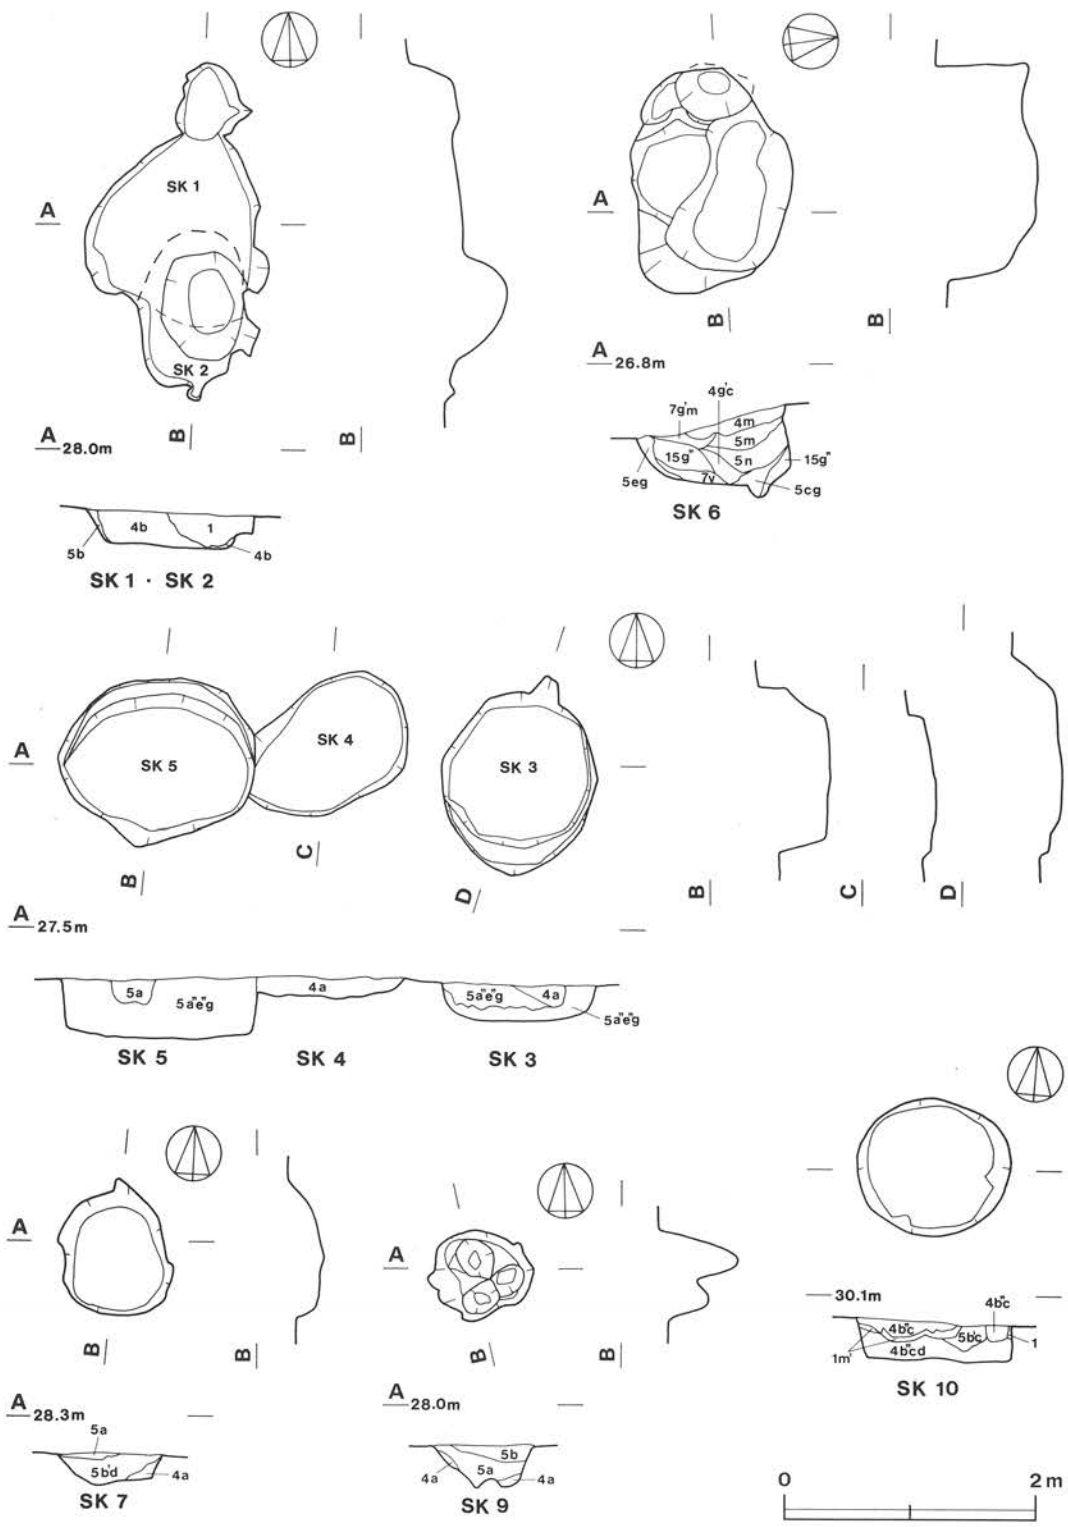 SK 1
A
SK 2
B
B
A 28.0m
4b
1
5b
4b
SK 1 · SK 2
A
B
B
A 26.8m
4g'c
7g'm
4m
5m
15g"
5n
15g"
5eg
7v
5cg
SK 6
A
SK 5
SK 4
SK 3
B
C
D
B
C
D
A 27.5m
5a
5a"e"g
4a
5a"e"g
4a
5a"e"g
SK 5
SK 4
SK 3
A
B
B
A 28.3m
5a
5b'd
4a
SK 7
A
B
B
A 28.0m
5b
4a
5a
4a
SK 9
30.1m
4b"c
4b"c
5b'c
1
1m'
4b"cd
SK 10
0
2 m